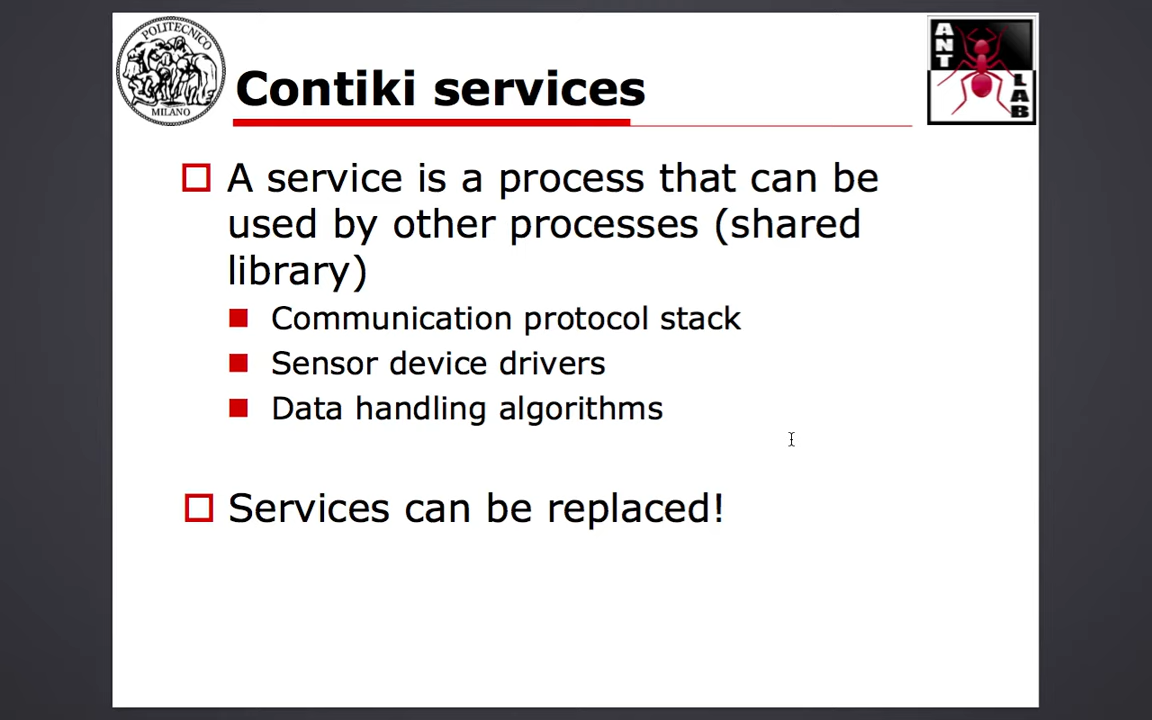 POLITECNICO
MILANO
Contiki services
ANT
LAB
A service is a process that can be
used by other processes (shared
library)
Communication protocol stack
Sensor device drivers
Data handling algorithms
Services can be replaced!